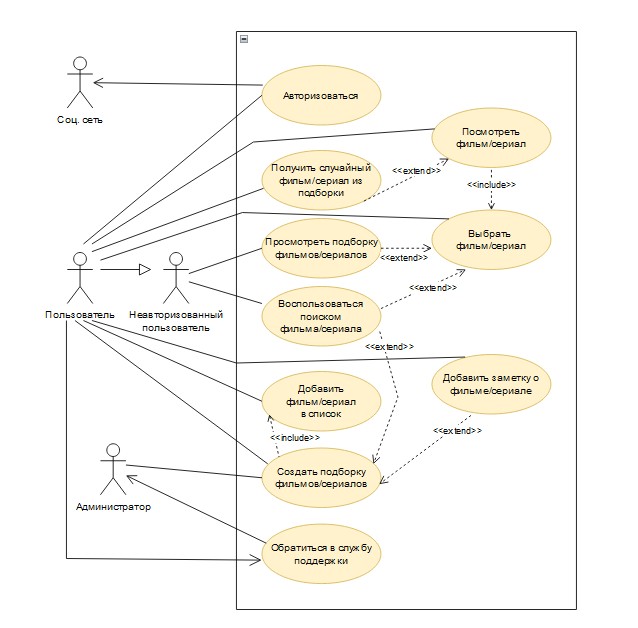 Соц. сеть
Авторизоваться
Посмотреть
фильм/сериал
Получить случайный
фильм/сериал из
подборки
<<extend>>
<<include>>
Просмотреть подборку
фильмов/сериалов
<<extend>>
Выбрать
фильм/сериал
Пользователь
Неавторизованный
пользователь
Воспользоваться
поиском
фильма/сериала
<<extend>>
<<extend>>
Добавить
фильм/сериал
в список
Добавить заметку о
фильме/сериале
<<include>>
<<extend>>
Создать подборку
фильмов/сериалов
Администратор
Обратиться в службу
поддержки